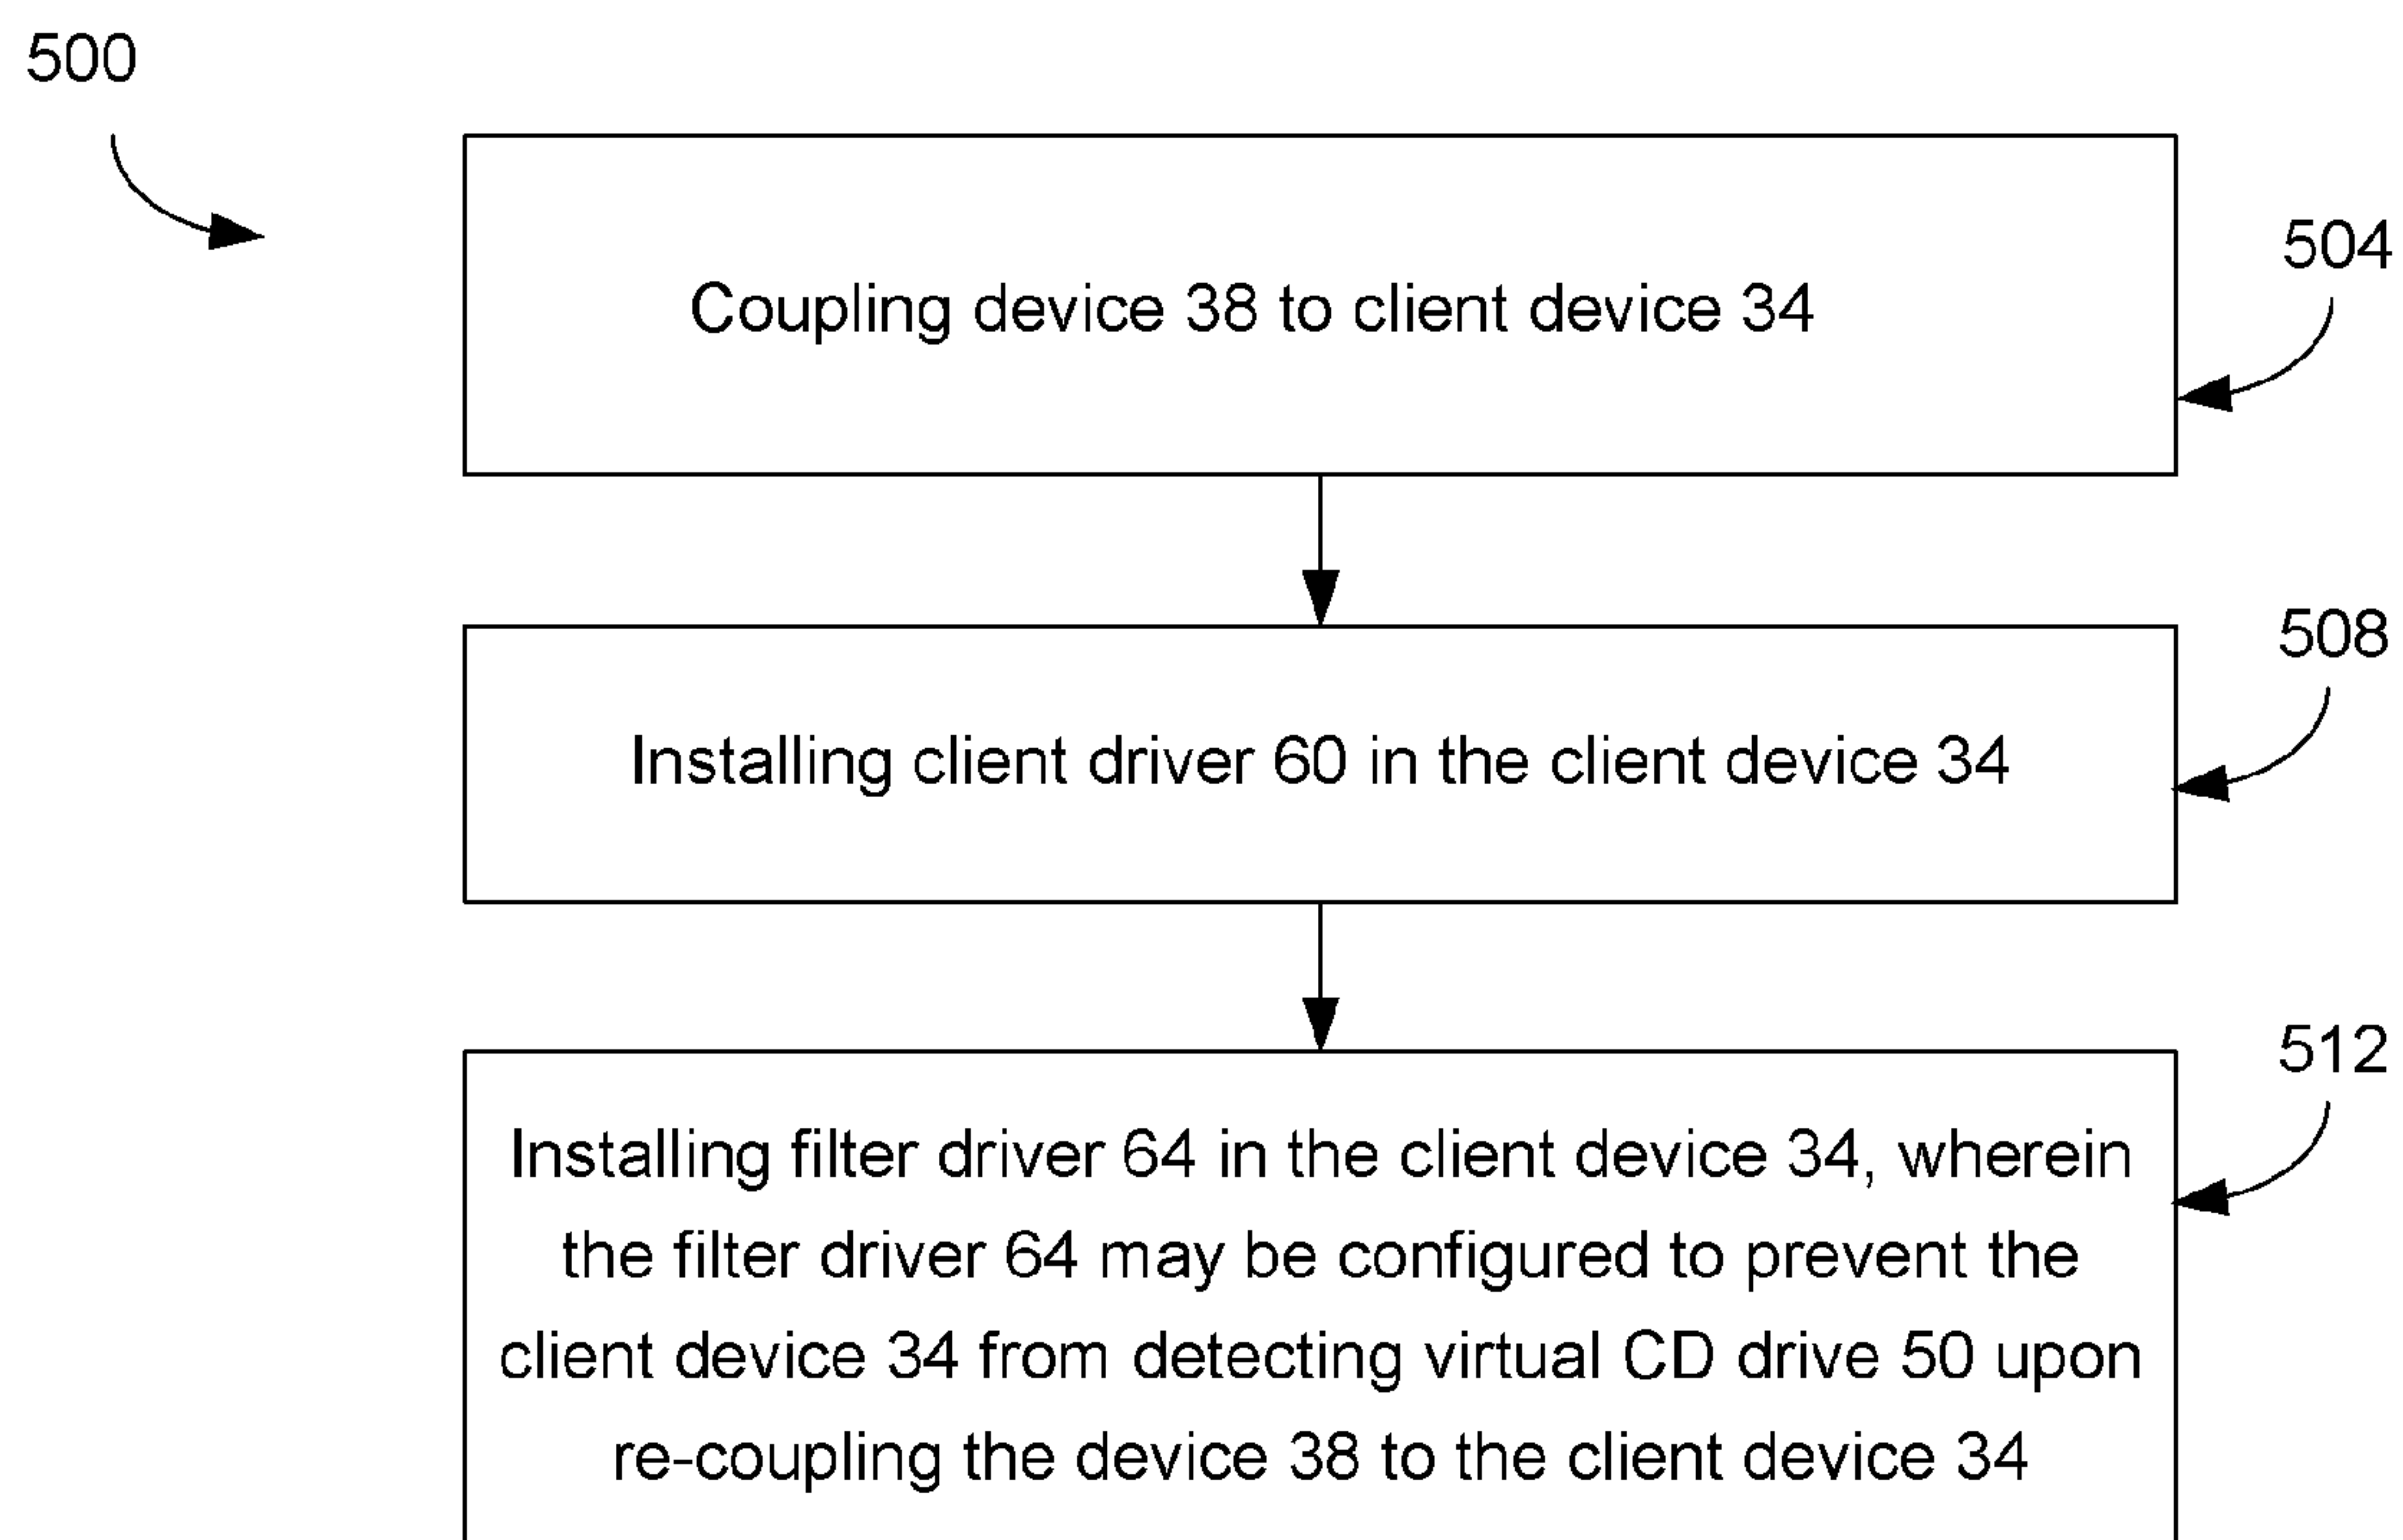 500
504
Coupling device 38 to client device 34
508
Installing client driver 60 in the client device 34
512
Installing filter driver 64 in the client device 34, wherein
the filter driver 64 may be configured to prevent the
client device 34 from detecting virtual CD drive 50 upon
re-coupling the device 38 to the client device 34